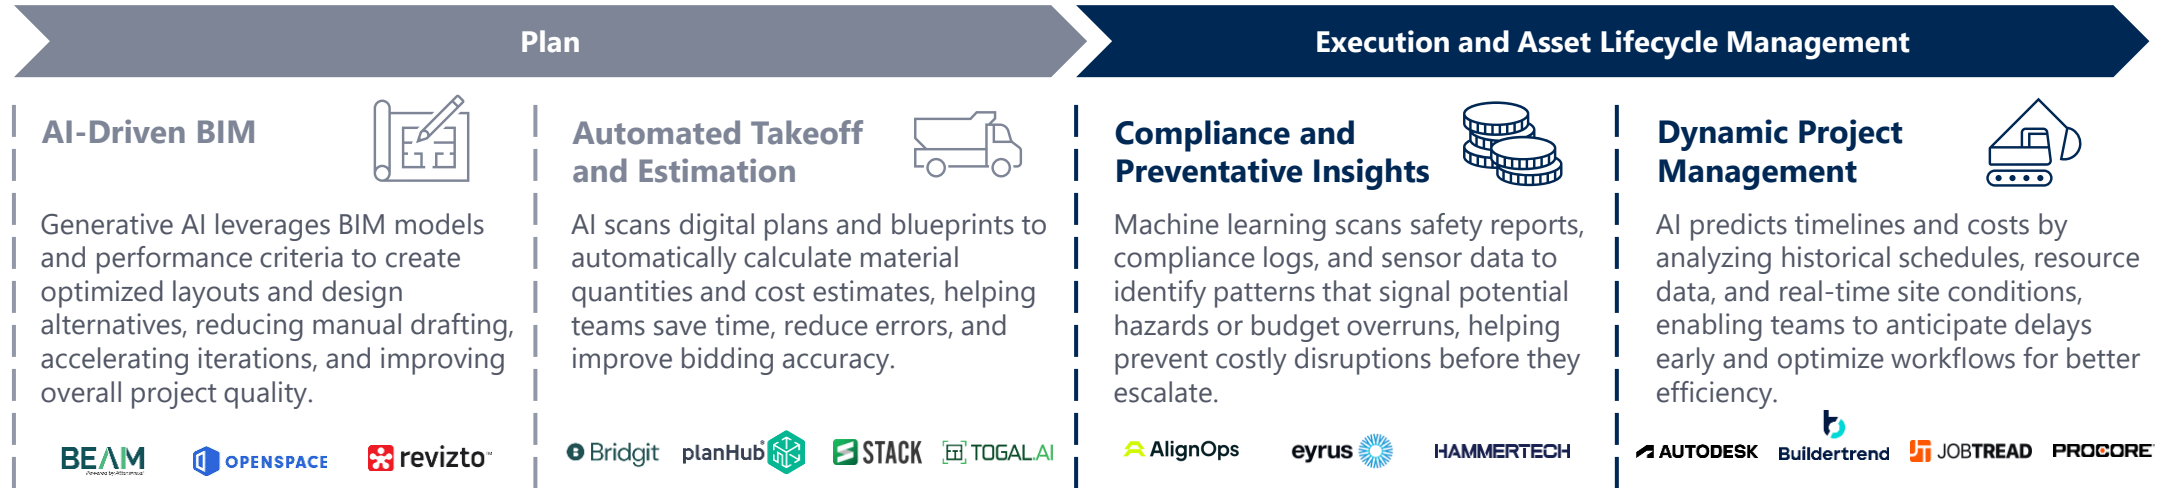 Plan
Execution and Asset Lifecycle Management
AI-Driven BIM
Generative AI leverages BIM models
and performance criteria to create
optimized layouts and design
alternatives, reducing manual drafting,
accelerating iterations, and improving
overall project quality.
BEAM
Powered by Attentive.ai
OPENSPACE
revizto™
Automated Takeoff
and Estimation
AI scans digital plans and blueprints to
automatically calculate material
quantities and cost estimates, helping
teams save time, reduce errors, and
improve bidding accuracy.
Bridgit
planHub®
STACK
TOGAL.AI
Compliance and
Preventative Insights
Machine learning scans safety reports,
compliance logs, and sensor data to
identify patterns that signal potential
hazards or budget overruns, helping
prevent costly disruptions before they
escalate.
AlignOps
eyrus
HAMMERTECH
Dynamic Project
Management
AI predicts timelines and costs by
analyzing historical schedules, resource
data, and real-time site conditions,
enabling teams to anticipate delays
early and optimize workflows for better
efficiency.
AUTODESK
Buildertrend
JOBTREAD
PROCORE